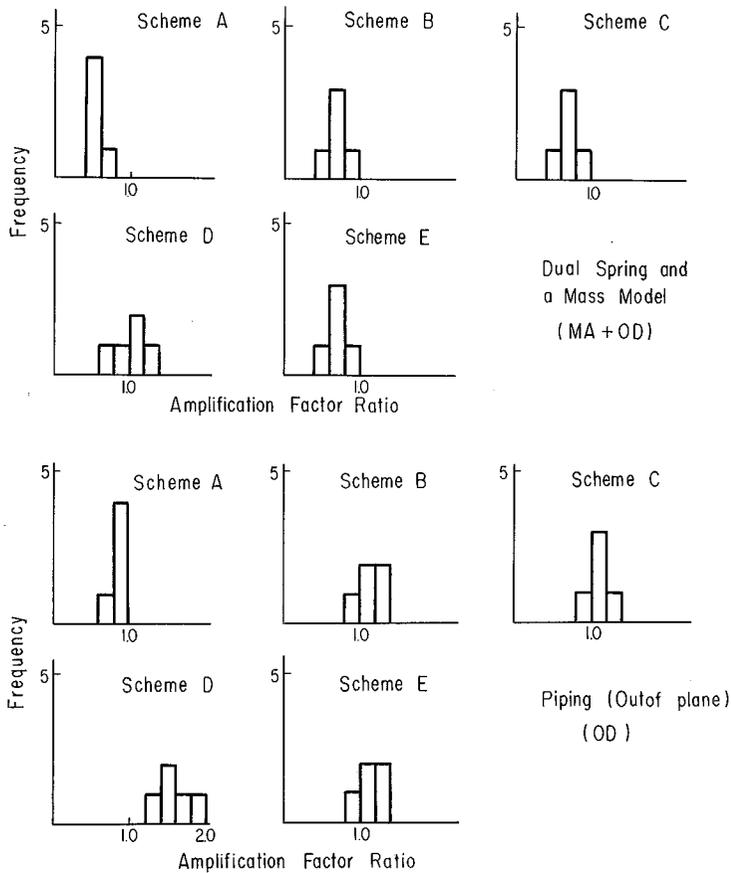 5 Scheme A
1.0
5 Scheme B
1.0
5 Scheme C
1.0
Frequency
5 Scheme D
1.0
5 Scheme E
1.0
Dual Spring and
a Mass Model
(MA+OD)
Amplification Factor Ratio
5 Scheme A
1.0
5 Scheme B
1.0
5 Scheme C
1.0
Frequency
5 Scheme D
1.0 2.0
5 Scheme E
1.0
Piping (Outof plane)
(OD)
Amplification Factor Ratio